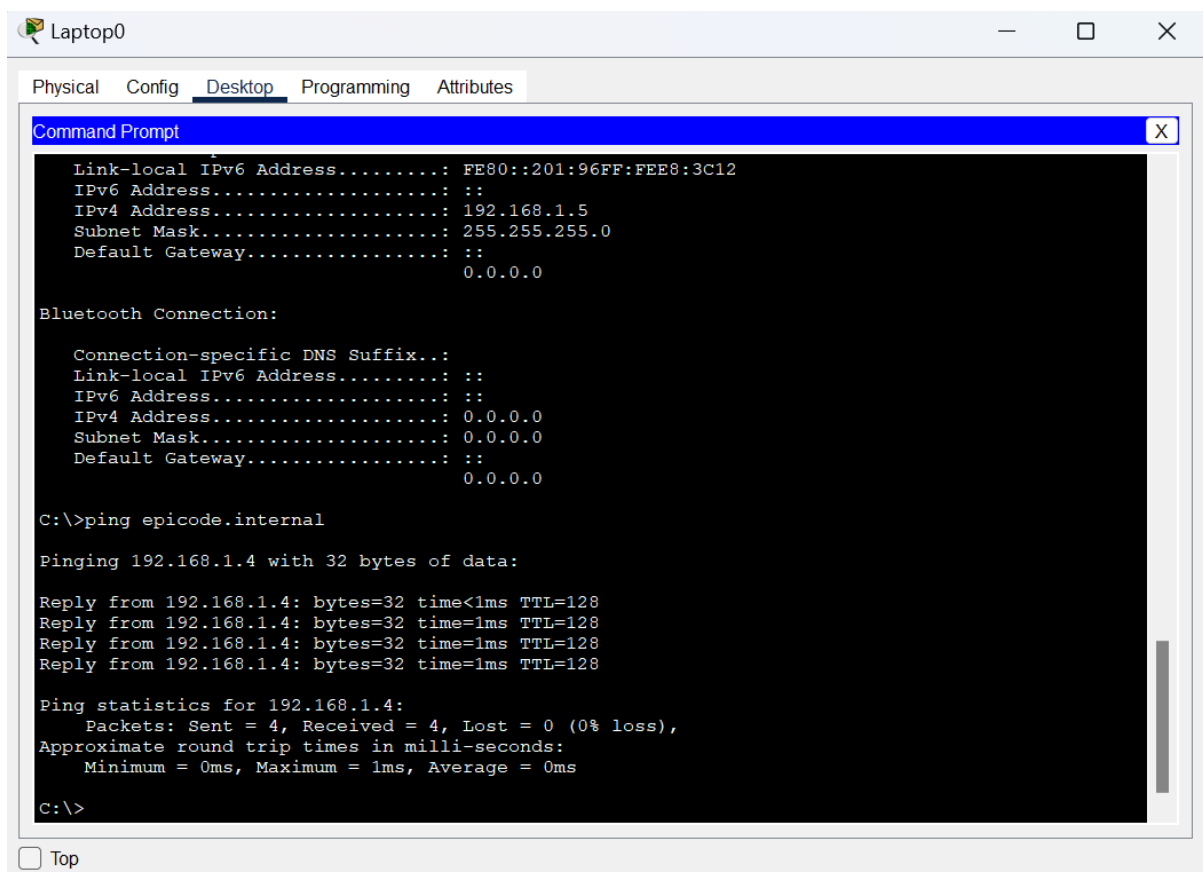 Laptop0
Physical Config Desktop Programming Attributes
Command Prompt X
Link-local IPv6 Address.........: FE80::201:96FF:FEE8:3C12
IPv6 Address....................: ::
IPv4 Address....................: 192.168.1.5
Subnet Mask.....................: 255.255.255.0
Default Gateway.................: ::
0.0.0.0
Bluetooth Connection:
Connection-specific DNS Suffix..:
Link-local IPv6 Address.........: ::
IPv6 Address....................: ::
IPv4 Address....................: 0.0.0.0
Subnet Mask.....................: 0.0.0.0
Default Gateway.................: ::
0.0.0.0
C:\>ping epicode.internal
Pinging 192.168.1.4 with 32 bytes of data:
Reply from 192.168.1.4: bytes=32 time<1ms TTL=128
Reply from 192.168.1.4: bytes=32 time=1ms TTL=128
Reply from 192.168.1.4: bytes=32 time=1ms TTL=128
Reply from 192.168.1.4: bytes=32 time=1ms TTL=128
Ping statistics for 192.168.1.4:
Packets: Sent = 4, Received = 4, Lost = 0 (0% loss),
Approximate round trip times in milli-seconds:
Minimum = 0ms, Maximum = 1ms, Average = 0ms
C:\>
Top